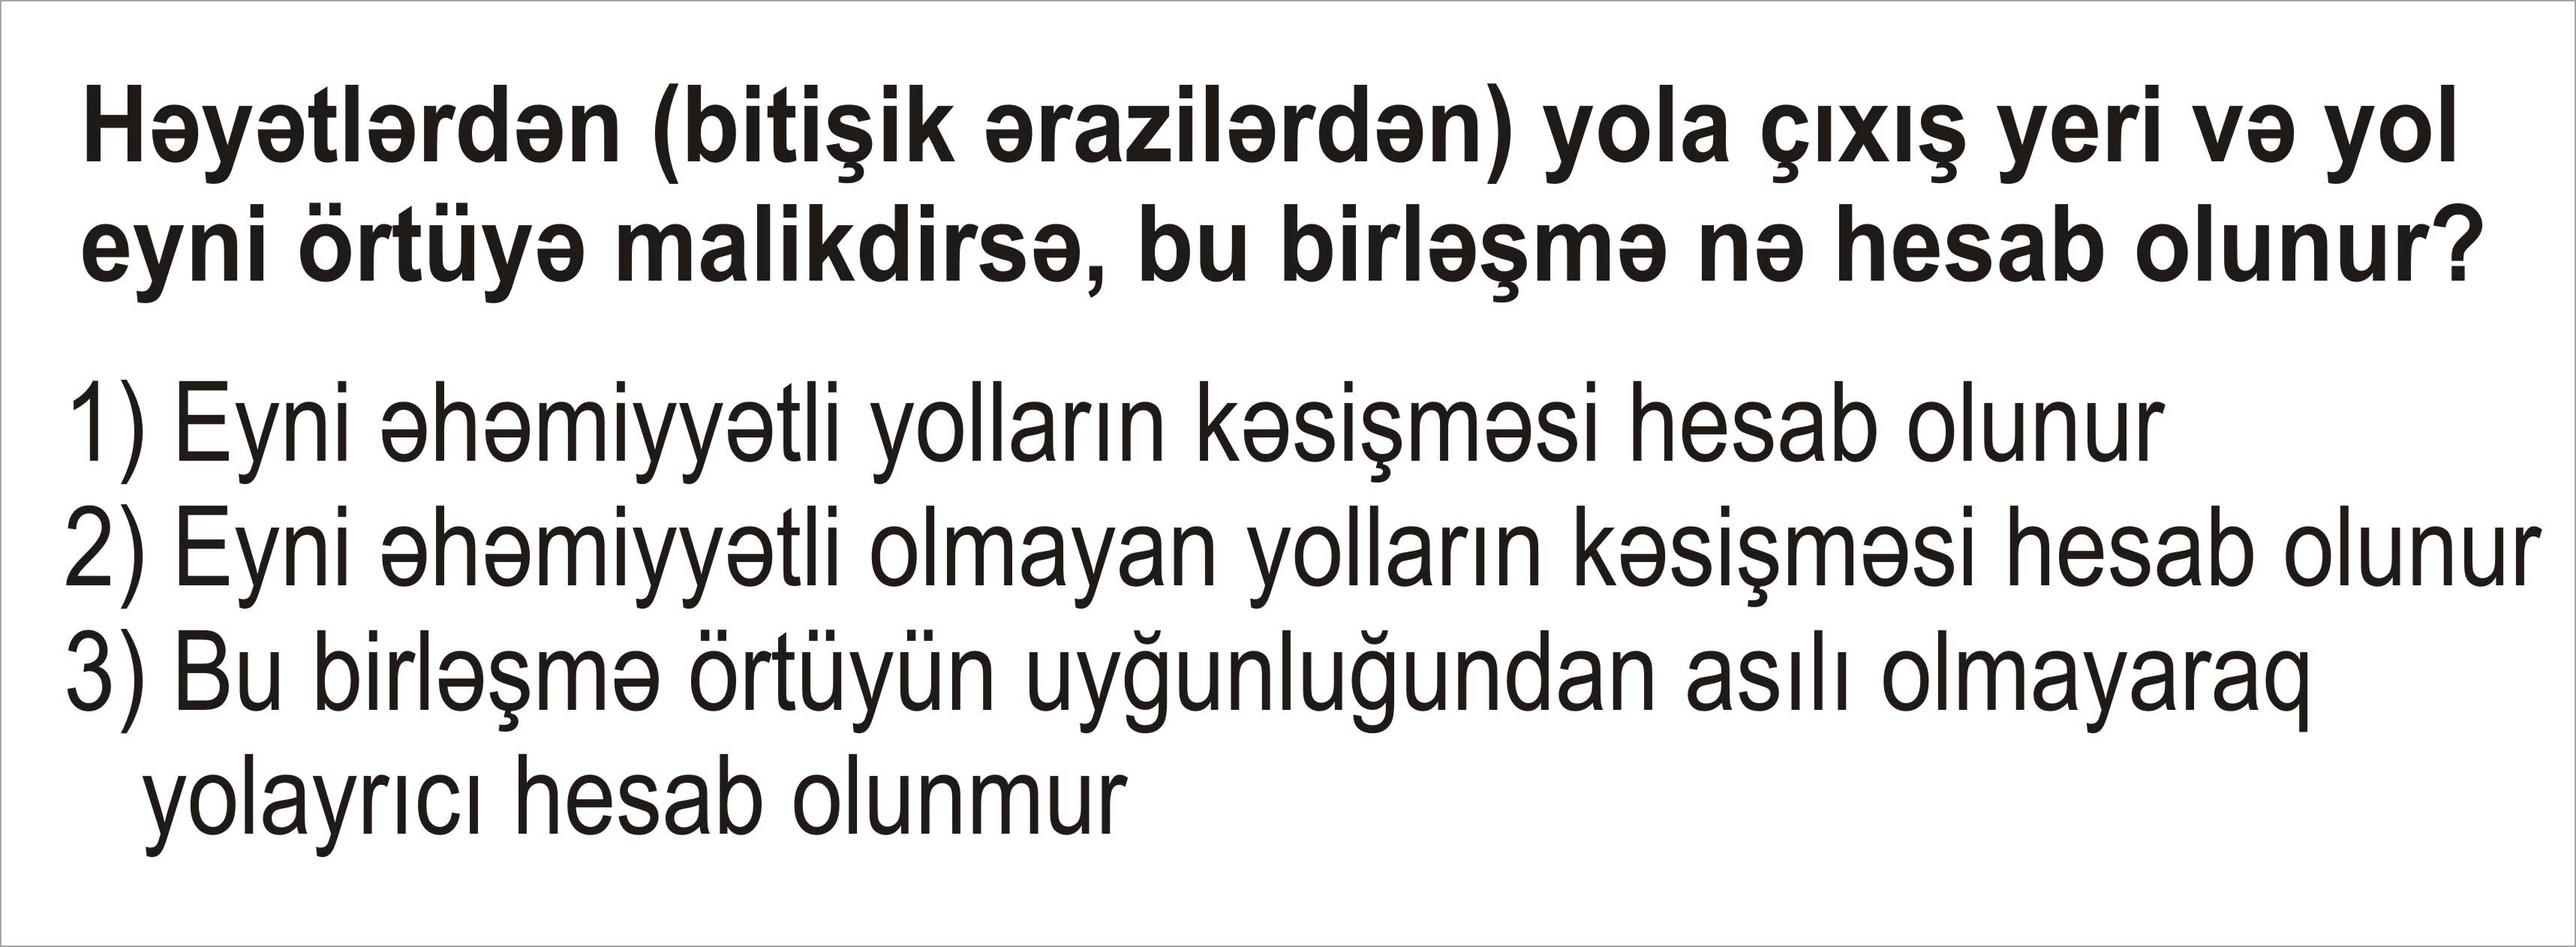 Həyətlərdən (bitişik ərazilərdən) yola çıxış yeri və yol
eyni örtüyə malikdirsə, bu birləşmə nə hesab olunur?
1) Eyni əhəmiyyətli yolların kəsişməsi hesab olunur
2) Eyni əhəmiyyətli olmayan yolların kəsişməsi hesab olunur
3) Bu birləşmə örtüyün uyğunluğundan asılı olmayaraq
yolayrıcı hesab olunmur